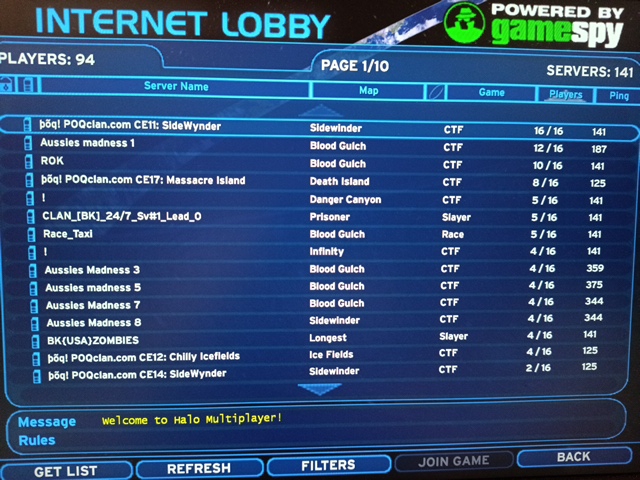 INTERNET LOBBY
POWERED BY
gamespy
PLAYERS: 94
PAGE 1/10
SERVERS: 141
Server Name Map Game Players Ping
þõq! POQclan.com CE11: SideWynder Sidewinder CTF 16 / 16 141
Aussies madness 1 Blood Gulch CTF 12 / 16 187
ROK Blood Gulch CTF 10 / 16 141
þõq! POQclan.com CE17: Massacre Island Death Island CTF 8 / 16 125
! Danger Canyon CTF 5 / 16 141
CLAN_[BK]_24/7_Sv#1_Lead_0 Prisoner Slayer 5 / 16 141
Race_Taxi Blood Gulch Race 5 / 16 141
! Infinity CTF 4 / 16 141
Aussies Madness 3 Blood Gulch CTF 4 / 16 359
Aussies madness 5 Blood Gulch CTF 4 / 16 375
Aussies Madness 7 Blood Gulch CTF 4 / 16 344
Aussies Madness 8 Sidewinder CTF 4 / 16 344
BK{USA}ZOMBIES Longest Slayer 4 / 16 141
þõq! POQclan.com CE12: Chilly Icefields Ice Fields CTF 4 / 16 125
þõq! POQclan.com CE14: SideWynder Sidewinder CTF 2 / 16 125
Message Welcome to Halo Multiplayer!
Rules
GET LIST REFRESH FILTERS JOIN GAME BACK